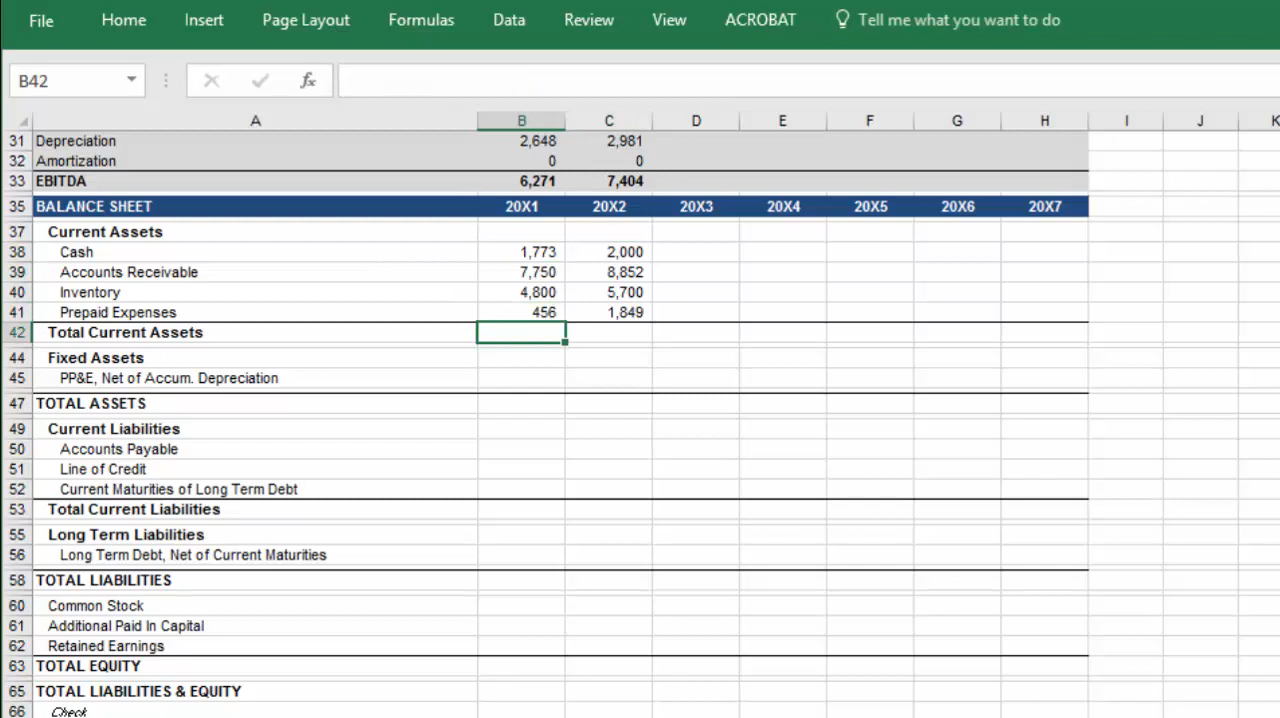 File Home Insert Page Layout Formulas Data Review View ACROBAT Tell me what you want to do
B42 fx
A B C D E F G H I J K
31 Depreciation 2,648 2,981
32 Amortization 0 0
33 EBITDA 6,271 7,404
35 BALANCE SHEET 20X1 20X2 20X3 20X4 20X5 20X6 20X7
37 Current Assets
38 Cash 1,773 2,000
39 Accounts Receivable 7,750 8,852
40 Inventory 4,800 5,700
41 Prepaid Expenses 456 1,849
42 Total Current Assets
44 Fixed Assets
45 PP&E, Net of Accum. Depreciation
47 TOTAL ASSETS
49 Current Liabilities
50 Accounts Payable
51 Line of Credit
52 Current Maturities of Long Term Debt
53 Total Current Liabilities
55 Long Term Liabilities
56 Long Term Debt, Net of Current Maturities
58 TOTAL LIABILITIES
60 Common Stock
61 Additional Paid In Capital
62 Retained Earnings
63 TOTAL EQUITY
65 TOTAL LIABILITIES & EQUITY
66 Check